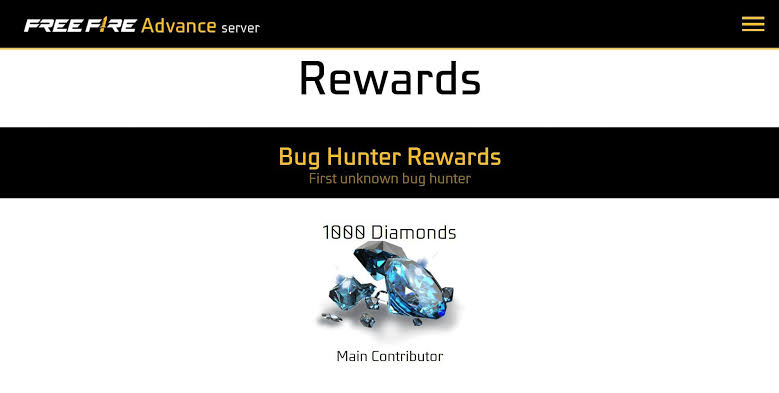 FREE FIRE Advance server
Rewards
Bug Hunter Rewards
First unknown bug hunter
1000 Diamonds
Main Contributor